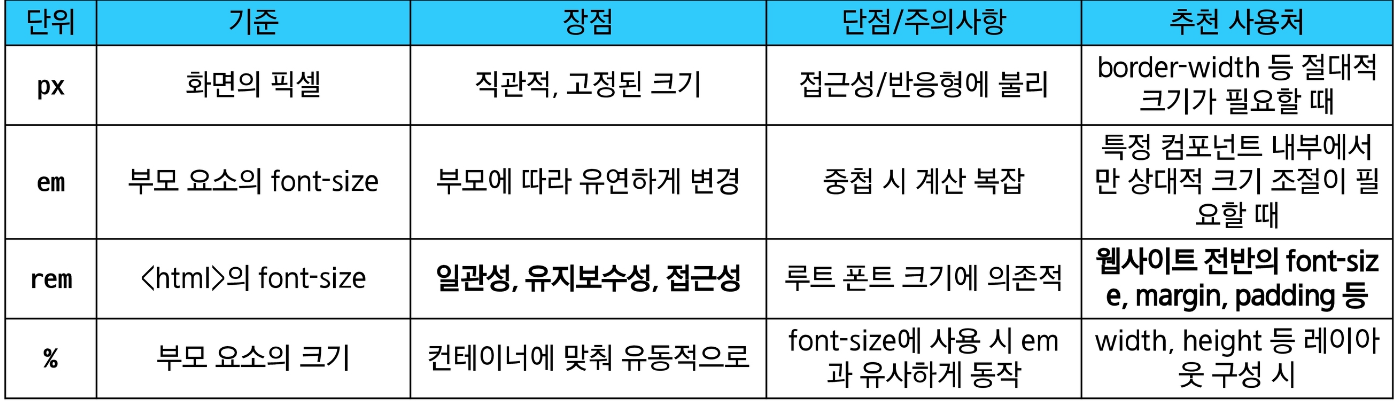 단위 기준 장점 단점/주의사항 추천 사용처
px 화면의 픽셀 직관적, 고정된 크기 접근성/반응형에 불리 border-width 등 절대적
크기가 필요할 때
em 부모 요소의 font-size 부모에 따라 유연하게 변경 중첩 시 계산 복잡 특정 컴포넌트 내부에서
만 상대적 크기 조절이 필
요할 때
rem <html>의 font-size 일관성, 유지보수성, 접근성 루트 폰트 크기에 의존적 웹사이트 전반의 font-siz
e, margin, padding 등
% 부모 요소의 크기 컨테이너에 맞춰 유동적으로 font-size에 사용 시 em
과 유사하게 동작 width, height 등 레이아
웃 구성 시